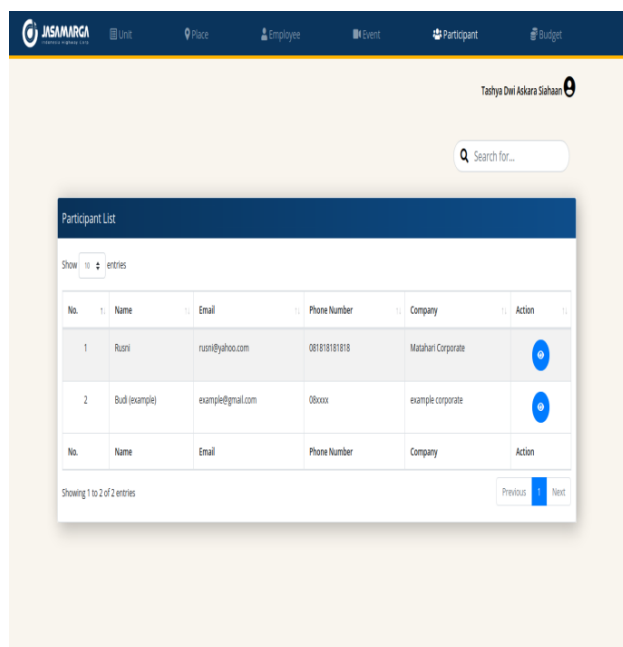 JASAMARGA Unit Place Employee Event Participant Budget
Indonesia Highway Corp
Tashya Dwi Askara Siahaan
Search for...
Participant List
Show 10 entries
No. Name Email Phone Number Company Action
1 Rusni rusni@yahoo.com 081818181818 Matahari Corporate
2 Budi (example) example@gmail.com 08xxxx example corporate
No. Name Email Phone Number Company Action
Showing 1 to 2 of 2 entries
Previous 1 Next